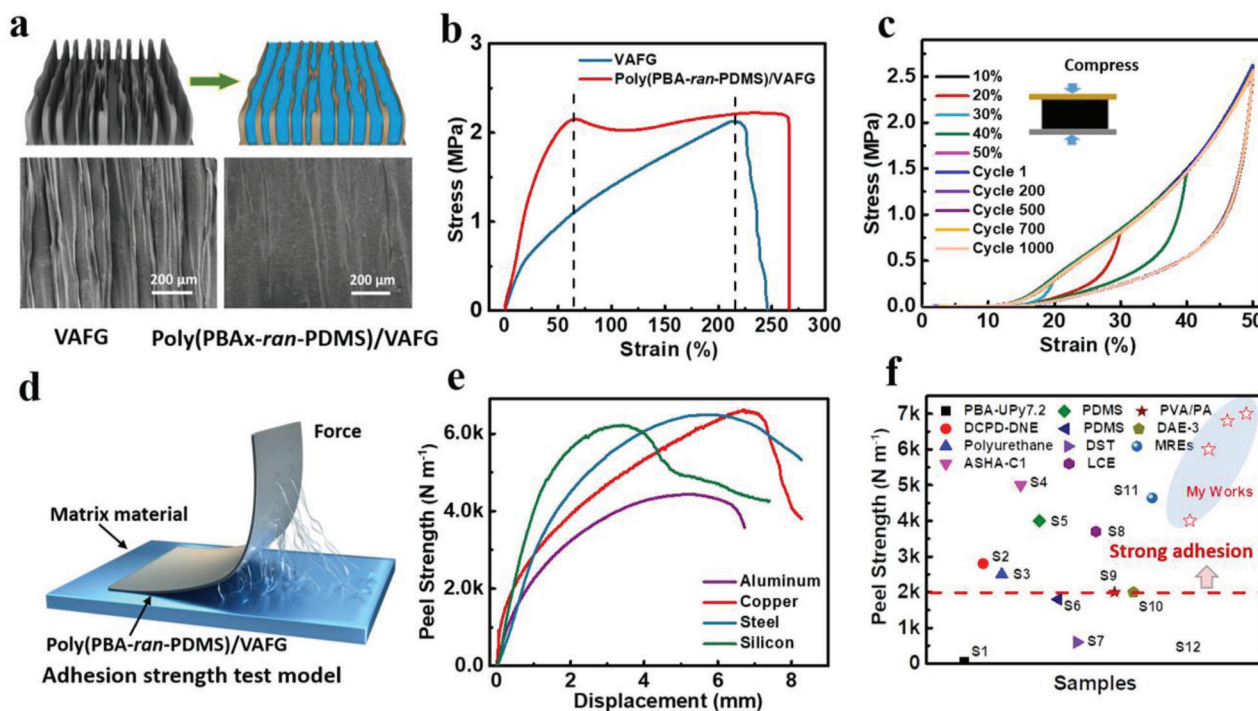 a
200 µm
200 µm
VAFG
Poly(PBAx-ran-PDMS)/VAFG
b
VAFG
Poly(PBA-ran-PDMS)/VAFG
3
2
1
0
Stress (MPa)
0 50 100 150 200 250 300
Strain (%)
c
Compress
10%
20%
30%
40%
50%
Cycle 1
Cycle 200
Cycle 500
Cycle 700
Cycle 1000
3.0
2.5
2.0
1.5
1.0
0.5
0.0
Stress (MPa)
0 10 20 30 40 50
Strain (%)
d
Force
Matrix material
Poly(PBA-ran-PDMS)/VAFG
Adhesion strength test model
e
6.0k
4.0k
2.0k
0.0
Peel Strength (N m⁻¹)
Aluminum
Copper
Steel
Silicon
0 2 4 6 8
Displacement (mm)
f
7k
6k
5k
4k
3k
2k
1k
0
Peel Strength (N m⁻¹)
PBA-UPy7.2 PDMS PVA/PA
DCPD-DNE PDMS DAE-3
Polyurethane DST MREs
ASHA-C1 LCE
S4
S11
My Works
S5
S8
S2
Strong adhesion
S3
S9
S6
S10
S7
S12
S1
Samples